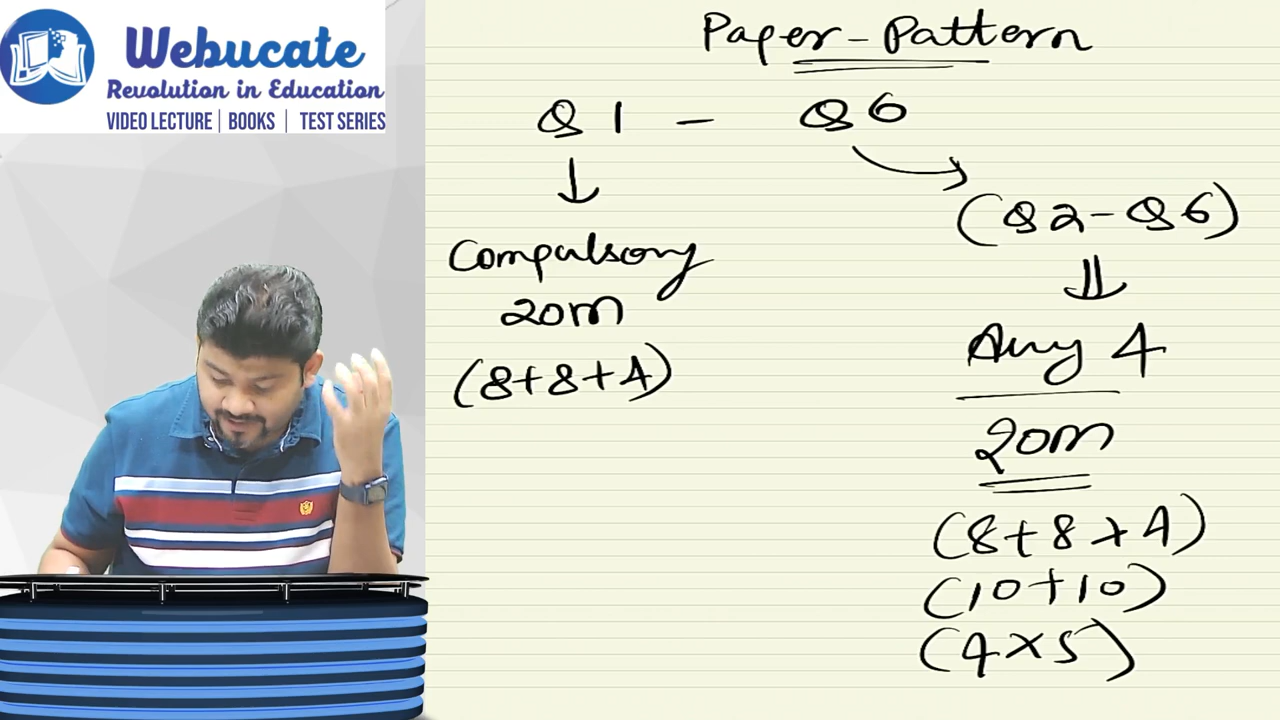 Webucate
Revolution in Education
VIDEO LECTURE | BOOKS | TEST SERIES
Paper - Pattern
Q1 - Q6
(Q2-Q6)
Compulsory
20m
(8+8+4)
Any 4
20m
(8+8+4)
(10+10)
(4×5)